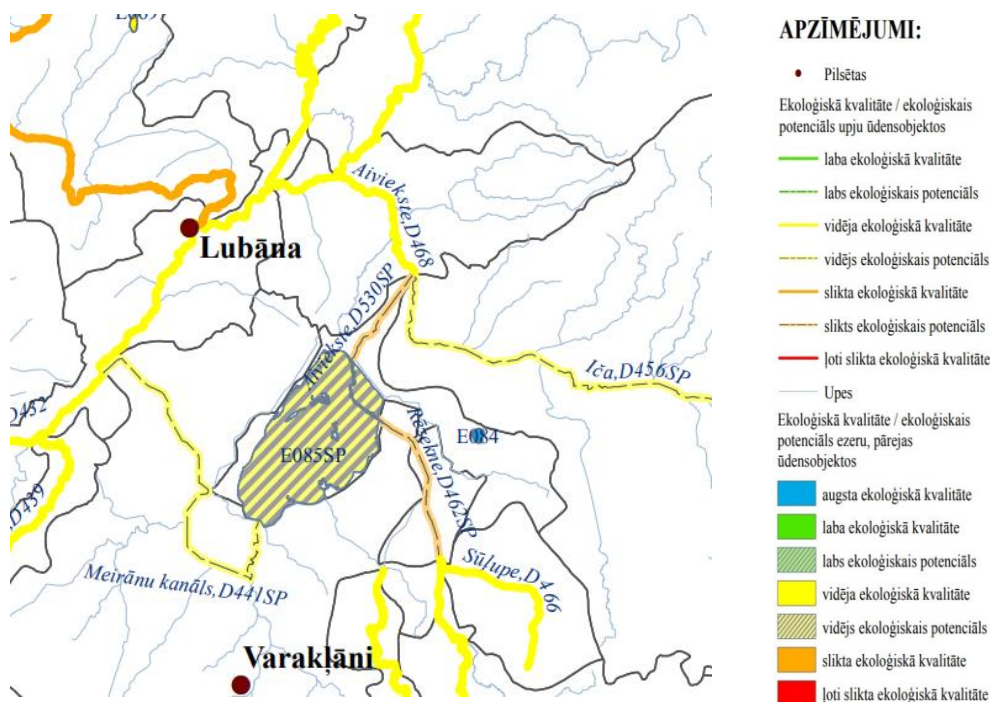 Aiviekste,D468
Lubāna
Aiviekste,D530SP
Iča,D456SP
Rēzekne,D462SP
E084
E085SP
D432
D439
Sūļupe,D466
Meirānu kanāls,D441SP
Varakļāni
APZĪMĒJUMI:
Pilsētas
Ekoloģiskā kvalitāte / ekoloģiskais
potenciāls upju ūdensobjektos
laba ekoloģiskā kvalitāte
labs ekoloģiskais potenciāls
vidēja ekoloģiskā kvalitāte
vidējs ekoloģiskais potenciāls
slikta ekoloģiskā kvalitāte
slikts ekoloģiskais potenciāls
ļoti slikta ekoloģiskā kvalitāte
Upes
Ekoloģiskā kvalitāte / ekoloģiskais
potenciāls ezeru, pārejas
ūdensobjektos
augsta ekoloģiskā kvalitāte
laba ekoloģiskā kvalitāte
labs ekoloģiskais potenciāls
vidēja ekoloģiskā kvalitāte
vidējs ekoloģiskais potenciāls
slikta ekoloģiskā kvalitāte
ļoti slikta ekoloģiskā kvalitāte